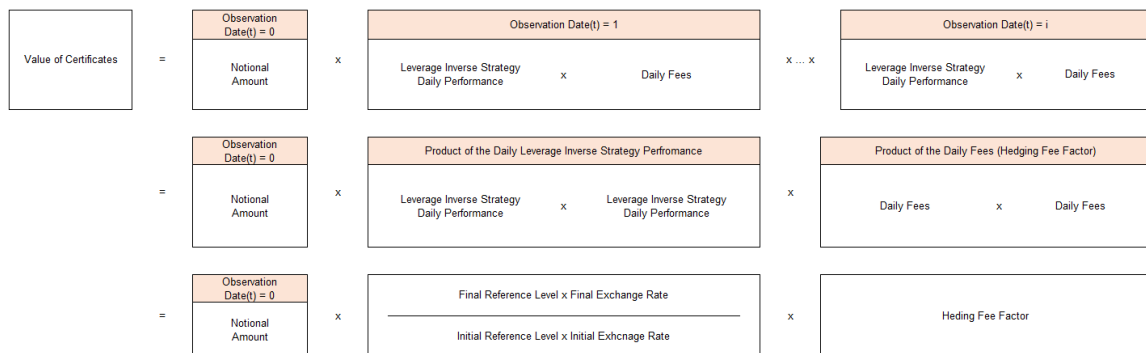 Observation
Date(t) = 0
Observation Date(t) = 1
Observation Date(t) = i
Value of Certificates
=
Notional
Amount
x
Leverage Inverse Strategy
Daily Performance
x
Daily Fees
x ... x
Leverage Inverse Strategy
Daily Performance
x
Daily Fees
Observation
Date(t) = 0
Product of the Daily Leverage Inverse Strategy Perfromance
Product of the Daily Fees (Hedging Fee Factor)
=
Notional
Amount
x
Leverage Inverse Strategy
Daily Performance
x
Leverage Inverse Strategy
Daily Performance
x
Daily Fees
x
Daily Fees
Observation
Date(t) = 0
=
Notional
Amount
x
Final Reference Level x Final Exchange Rate
Initial Reference Level x Initial Exhcnage Rate
x
Heding Fee Factor